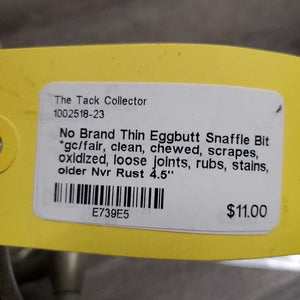 The Tack Collector
1002518-23
No Brand Thin Eggbutt Snaffle Bit
*gc/fair, clean, chewed, scrapes,
oxidized, loose joints, rubs, stains,
older Nvr Rust 4.5"
E739E5
$11.00